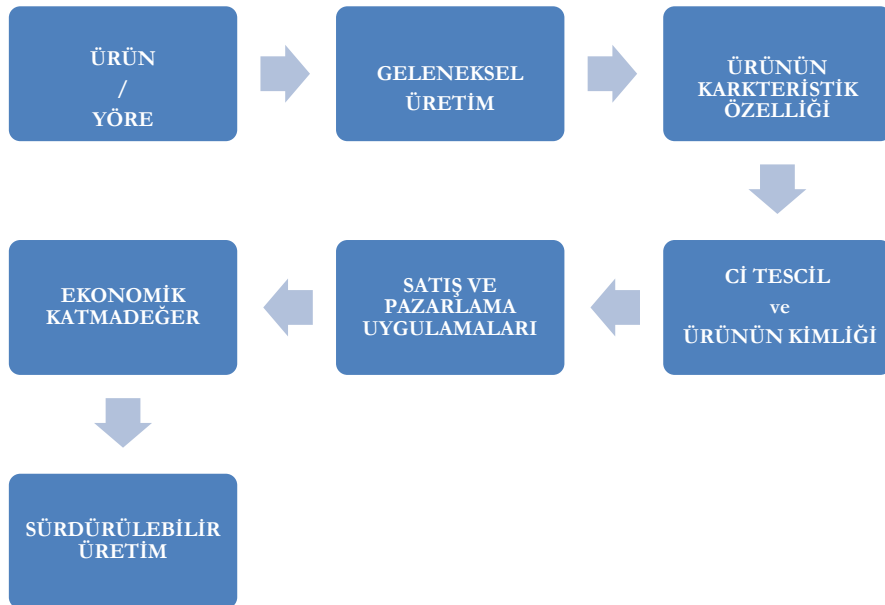 ÜRÜN
/
YÖRE
GELENEKSEL
ÜRETİM
ÜRÜNÜN
KARKTERİSTİK
ÖZELLİĞİ
Cİ TESCİL
ve
ÜRÜNÜN KİMLİĞİ
SATIŞ VE
PAZARLAMA
UYGULAMALARI
EKONOMİK
KATMADEĞER
SÜRDÜRÜLEBİLİR
ÜRETİM